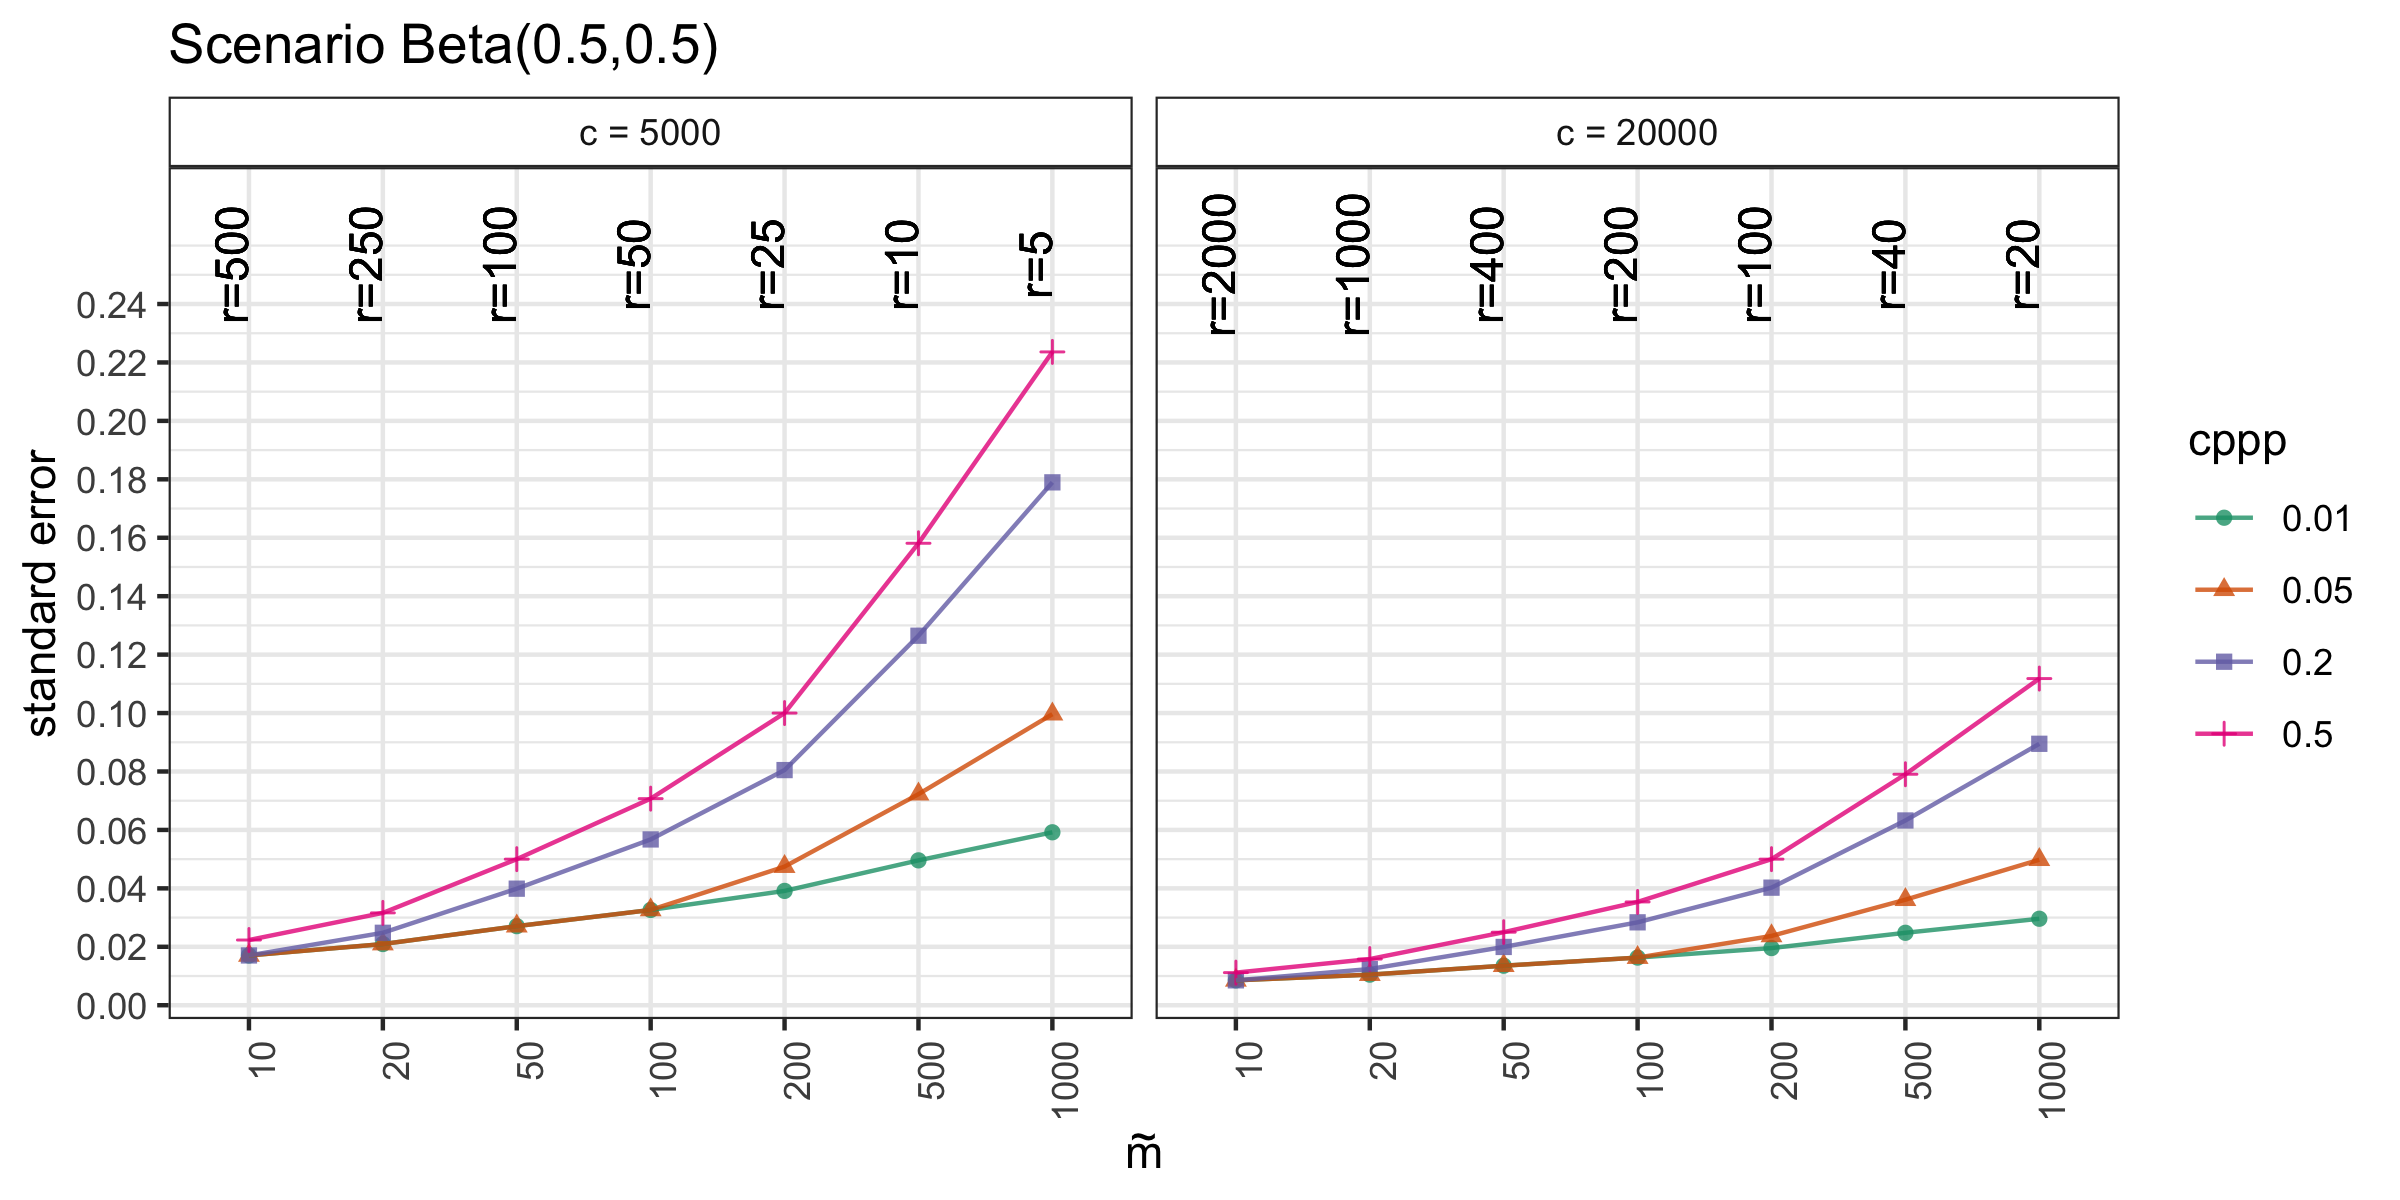 Scenario Beta(0.5,0.5)
c = 5000
c = 20000
r=500
r=250
r=100
r=50
r=25
r=10
r=5
r=2000
r=1000
r=400
r=200
r=100
r=40
r=20
standard error
0.24
0.22
0.20
0.18
0.16
0.14
0.12
0.10
0.08
0.06
0.04
0.02
0.00
10
20
50
100
200
500
1000
10
20
50
100
200
500
1000
m̃
cppp
0.01
0.05
0.2
0.5